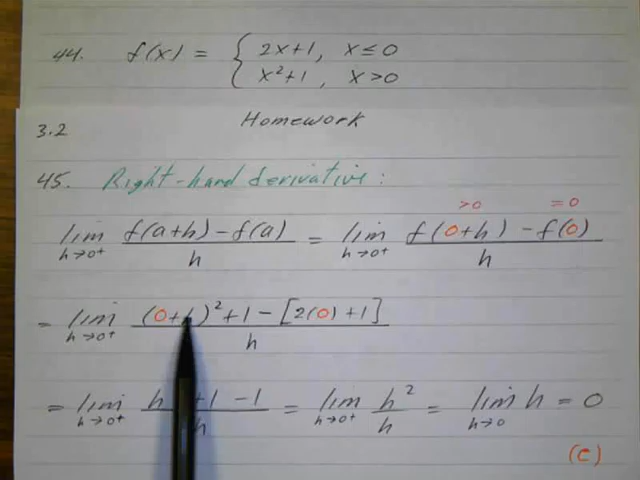 44. f(x) = { 2x+1, x ≤ 0
x²+1, x > 0
Homework
3.2
45. Right-hand derivative:
>0 =0
lim h→0+ f(a+h) - f(a) / h = lim h→0+ f(0+h) - f(0) / h
= lim h→0+ (0+h)² + 1 - [2(0) + 1] / h
= lim h→0+ h +1 - 1 / h = lim h→0+ h² / h = lim h→0 h = 0
(C)